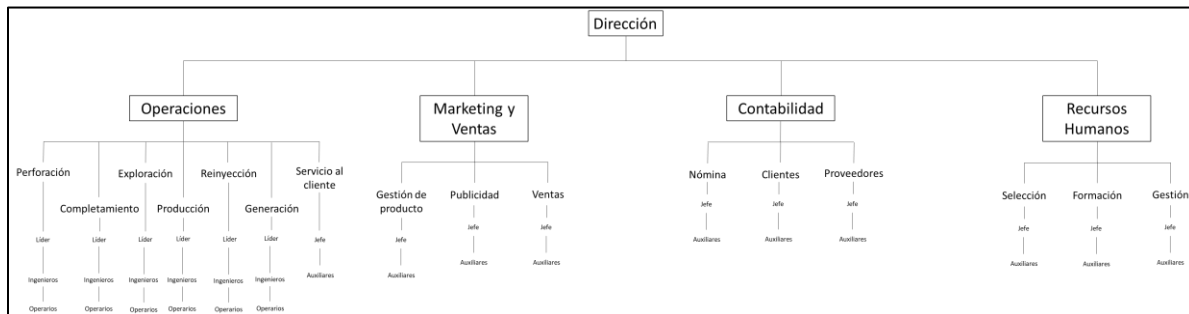 Dirección
Operaciones
Marketing y
Ventas
Contabilidad
Recursos
Humanos
Perforación
Completamiento
Exploración
Producción
Reinyección
Generación
Servicio al
cliente
Líder
Líder
Líder
Líder
Líder
Líder
Jefe
Ingenieros
Ingenieros
Ingenieros
Ingenieros
Ingenieros
Ingenieros
Auxiliares
Operarios
Operarios
Operarios
Operarios
Operarios
Operarios
Gestión de
producto
Publicidad
Ventas
Jefe
Jefe
Jefe
Auxiliares
Auxiliares
Auxiliares
Nómina
Clientes
Proveedores
Jefe
Jefe
Jefe
Auxiliares
Auxiliares
Auxiliares
Selección
Formación
Gestión
Jefe
Jefe
Jefe
Auxiliares
Auxiliares
Auxiliares